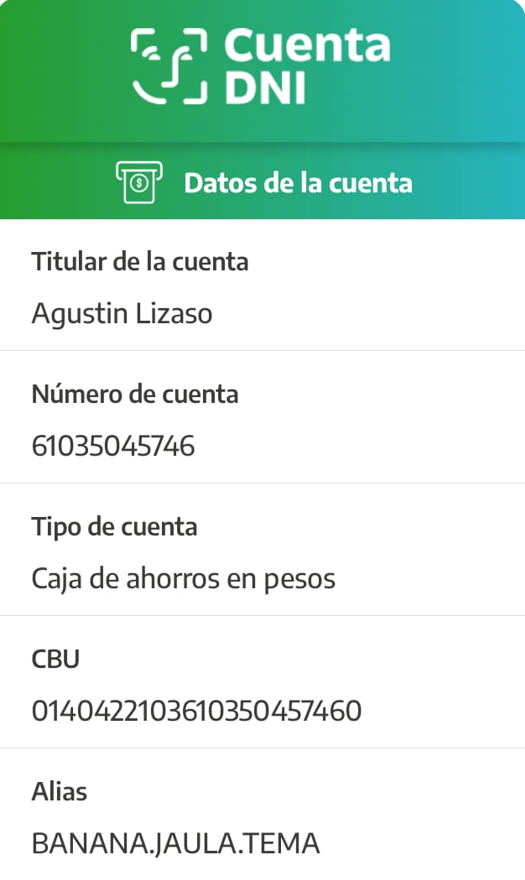 Cuenta
DNI
Datos de la cuenta
Titular de la cuenta
Agustin Lizaso
Número de cuenta
61035045746
Tipo de cuenta
Caja de ahorros en pesos
CBU
0140422103610350457460
Alias
BANANA.JAULA.TEMA